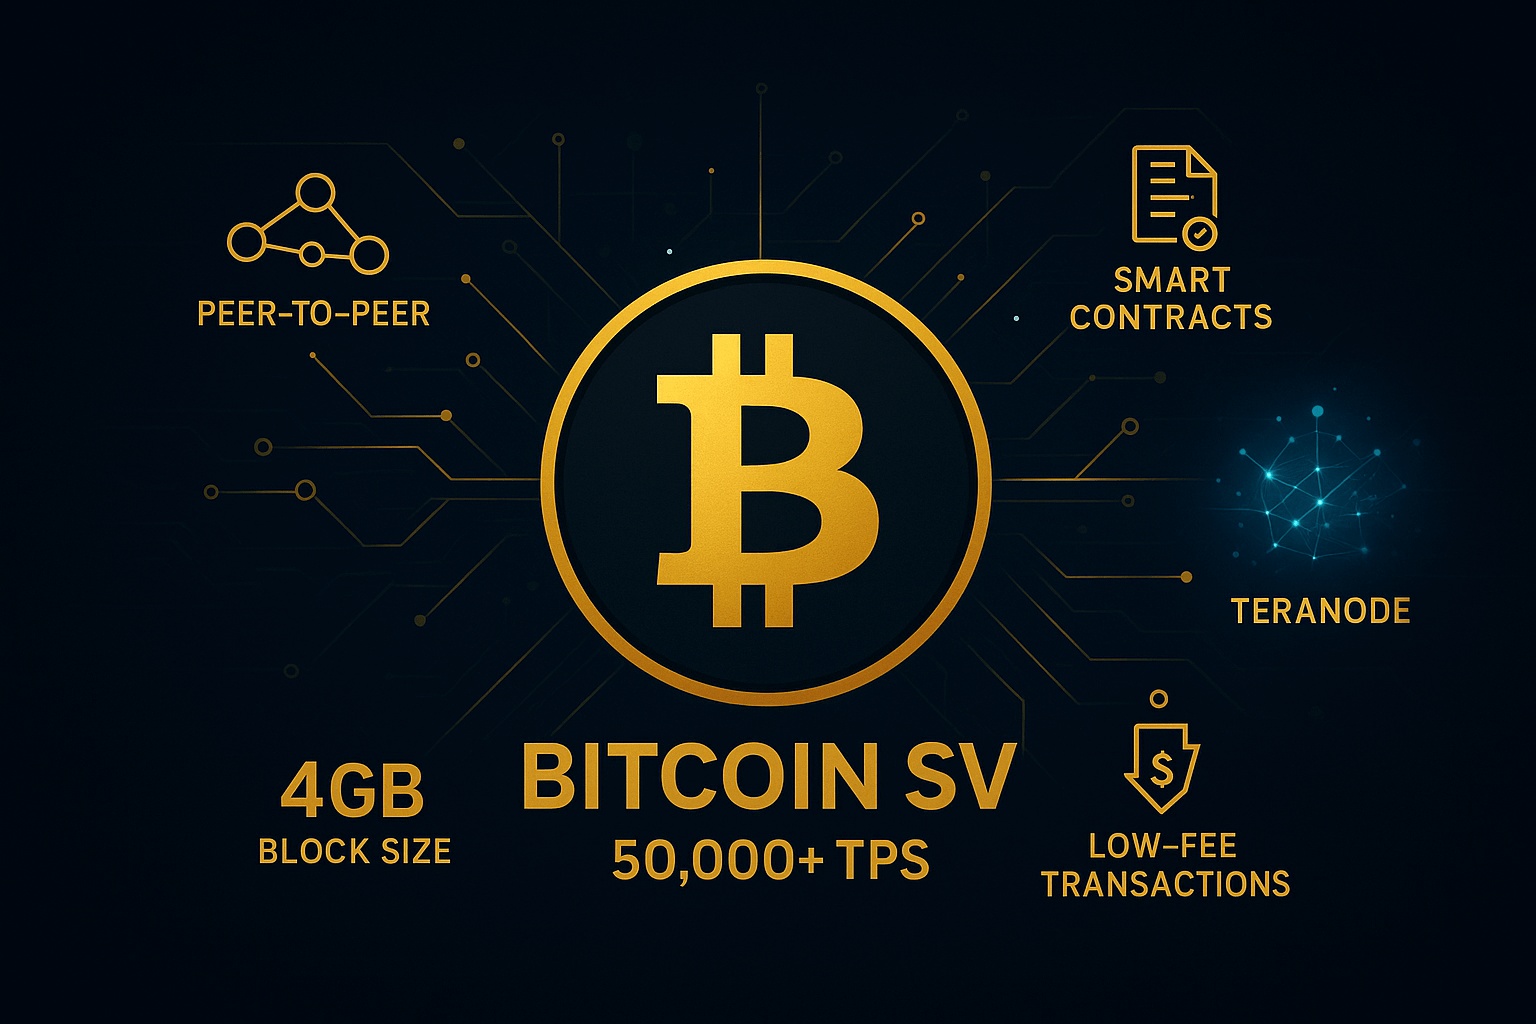 PEER-TO-PEER
SMART
CONTRACTS
TERANODE
4GB
BLOCK SIZE
BITCOIN SV
50,000+ TPS
$
LOW-FEE
TRANSACTIONS